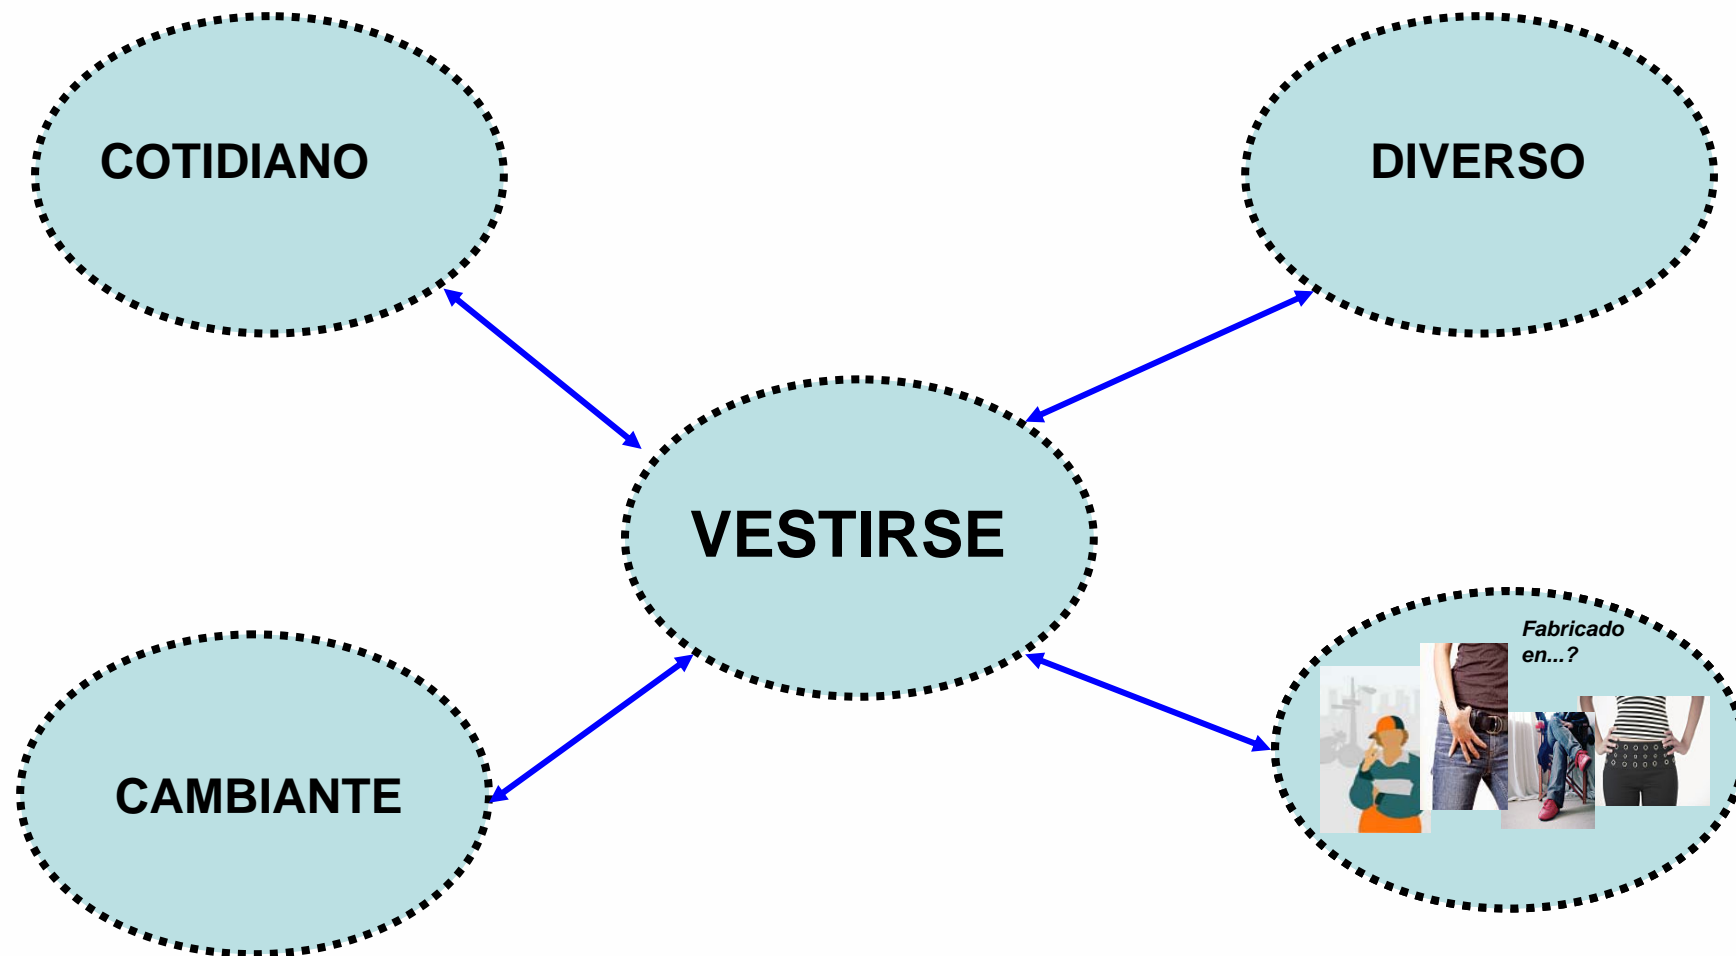 COTIDIANO
DIVERSO
VESTIRSE
Fabricado
en...?
CAMBIANTE